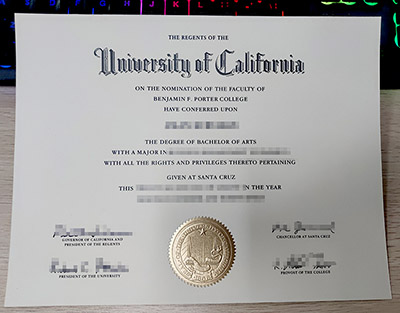 THE REGENTS OF THE
University of California
ON THE NOMINATION OF THE FACULTY OF
BENJAMIN F. PORTER COLLEGE
HAVE CONFERRED UPON
THE DEGREE OF BACHELOR OF ARTS
WITH A MAJOR IN
WITH ALL THE RIGHTS AND PRIVILEGES THERETO PERTAINING
GIVEN AT SANTA CRUZ
THIS IN THE YEAR
GOVERNOR OF CALIFORNIA AND
PRESIDENT OF THE REGENTS
CHANCELLOR AT SANTA CRUZ
PRESIDENT OF THE UNIVERSITY
PROVOST OF THE COLLEGE